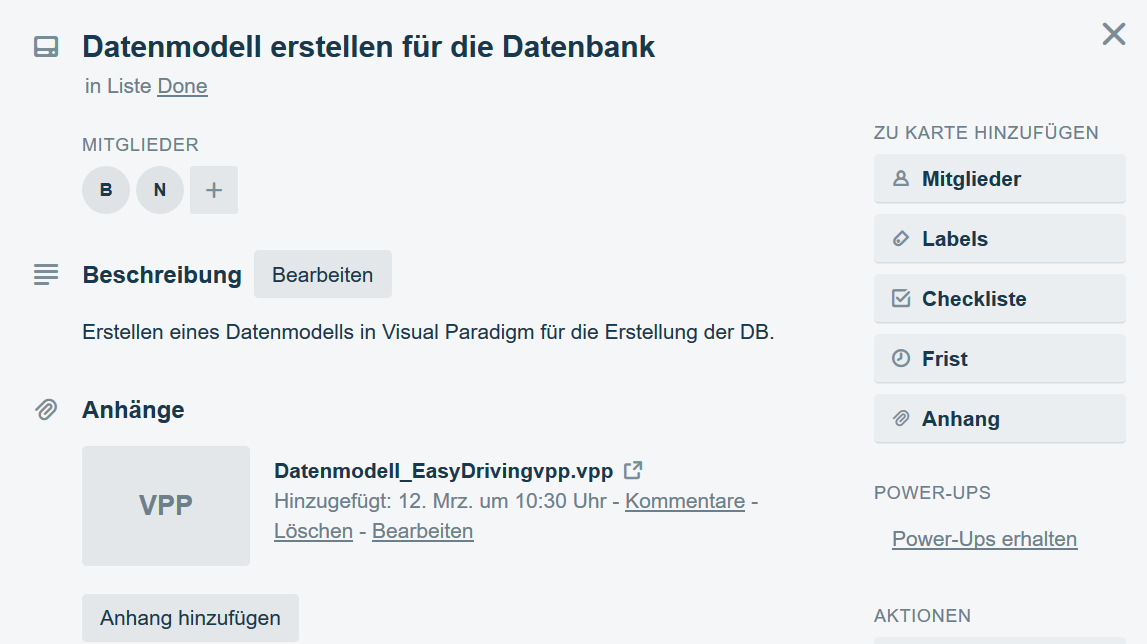 Datenmodell erstellen für die Datenbank
in Liste Done
MITGLIEDER
B N +
Beschreibung Bearbeiten
Erstellen eines Datenmodells in Visual Paradigm für die Erstellung der DB.
Anhänge
VPP
Datenmodell_EasyDrivingvpp.vpp
Hinzugefügt: 12. Mrz. um 10:30 Uhr - Kommentare -
Löschen - Bearbeiten
Anhang hinzufügen
ZU KARTE HINZUFÜGEN
Mitglieder
Labels
Checkliste
Frist
Anhang
POWER-UPS
Power-Ups erhalten
AKTIONEN